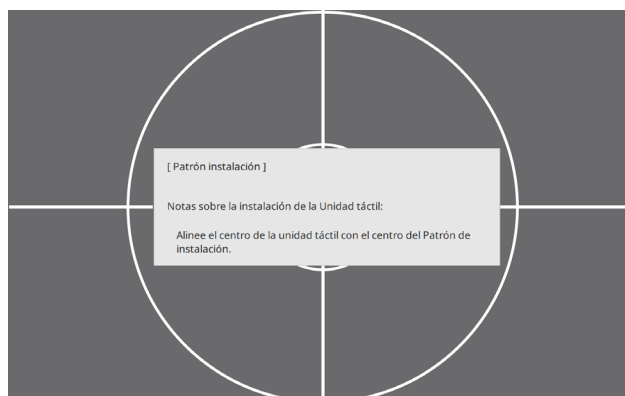 [ Patrón instalación ]
Notas sobre la instalación de la Unidad táctil:
Alinee el centro de la unidad táctil con el centro del Patrón de
instalación.